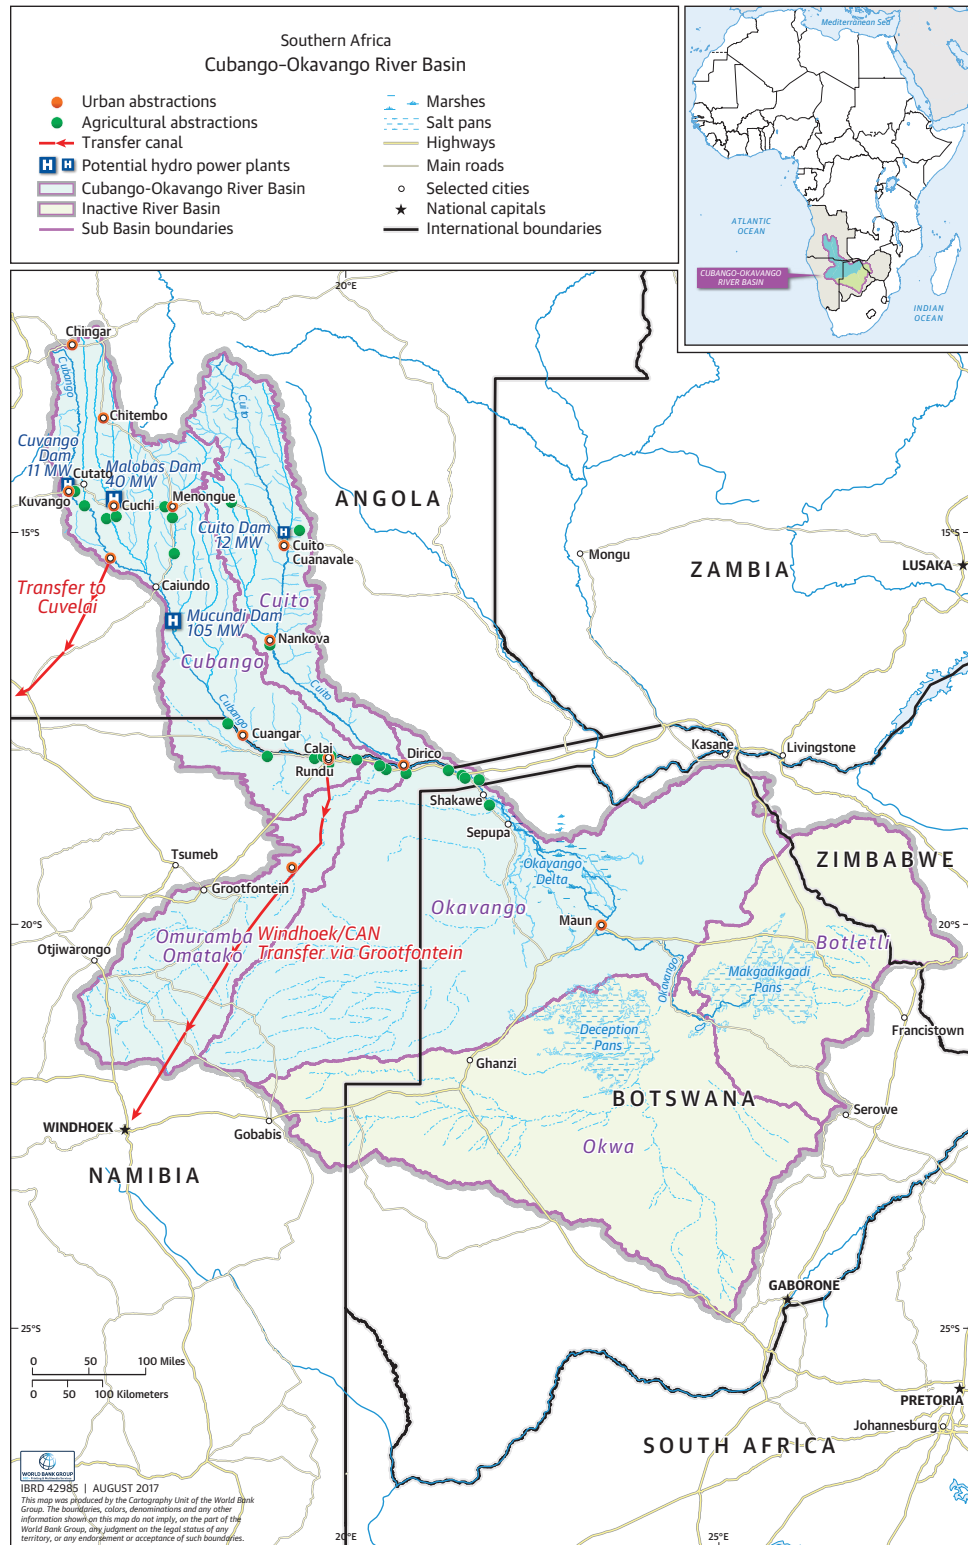 Southern Africa
Cubango-Okavango River Basin
Urban abstractions
Agricultural abstractions
Transfer canal
H H Potential hydro power plants
Cubango-Okavango River Basin
Inactive River Basin
Sub Basin boundaries
Marshes
Salt pans
Highways
Main roads
Selected cities
National capitals
International boundaries
Mediterranean Sea
ATLANTIC
OCEAN
CUBANGO-OKAVANGO
RIVER BASIN
INDIAN
OCEAN
20°E
Chingar
Cubango
Chitembo
Cuito
Cuvango
Dam
11 MW
Cutato
Malobas Dam
40 MW
H
H
Kuvango
Cuchi
Menongue
ANGOLA
Cuito Dam
12 MW
H
Cuito
Cuanavale
15°S
15°S
Mongu
ZAMBIA
LUSAKA
Transfer to
Cuvelai
Caiundo
Cuito
H
Mucundi Dam
105 MW
Nankova
Cubango
Cuito
Cubango
Cuangar
Calai
Rundu
Dirico
Kasane
Livingstone
Shakawe
Sepupa
Tsumeb
Grootfontein
Okavango
Delta
ZIMBABWE
Okavango
Maun
20°S
20°S
Otjiwarongo
Omuramba
Omatako
Windhoek/CAN
Transfer via Grootfontein
Botletli
Okavango
Makgadikgadi
Pans
Deception
Pans
Francistown
Ghanzi
BOTSWANA
Serowe
WINDHOEK
Gobabis
Okwa
NAMIBIA
GABORONE
25°S
25°S
0 50 100 Miles
0 50 100 Kilometers
PRETORIA
Johannesburg
SOUTH AFRICA
WORLD BANK GROUP
IBRD 42985 | AUGUST 2017
This map was produced by the Cartography Unit of the World Bank
Group. The boundaries, colors, denominations and any other
information shown on this map do not imply, on the part of the
World Bank Group, any judgment on the legal status of any
territory, or any endorsement or acceptance of such boundaries.
20°E
25°E